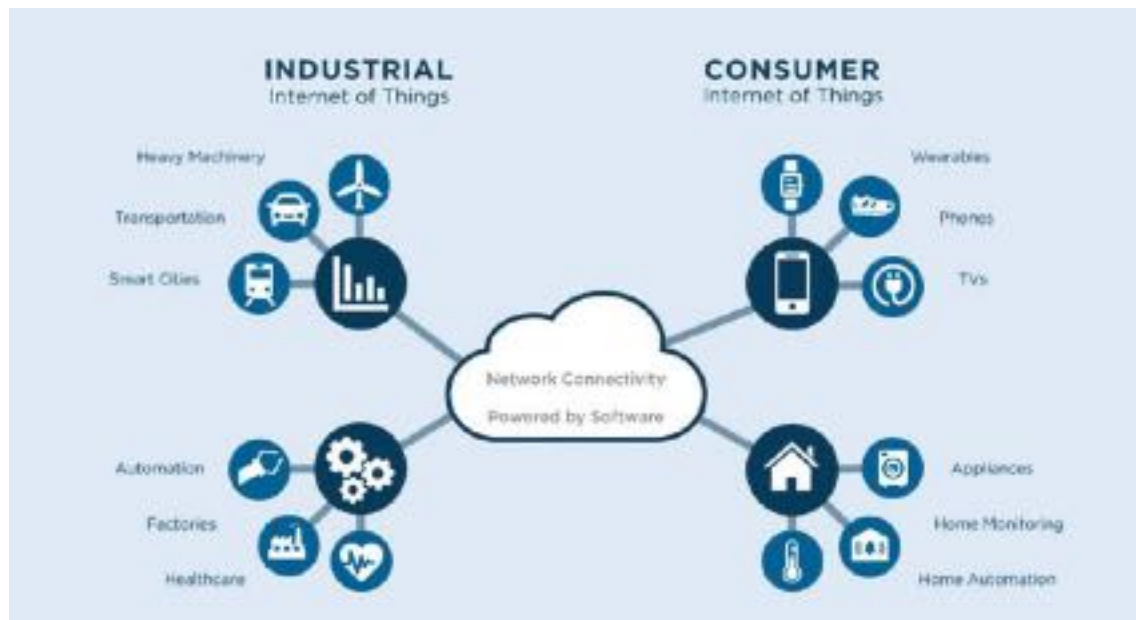 INDUSTRIAL
Internet of Things
Heavy Machinery
Transportation
Smart Cities
Automation
Factories
Healthcare
CONSUMER
Internet of Things
Wearables
Phones
TVs
Appliances
Home Monitoring
Home Automation
Network Connectivity
Powered by Software